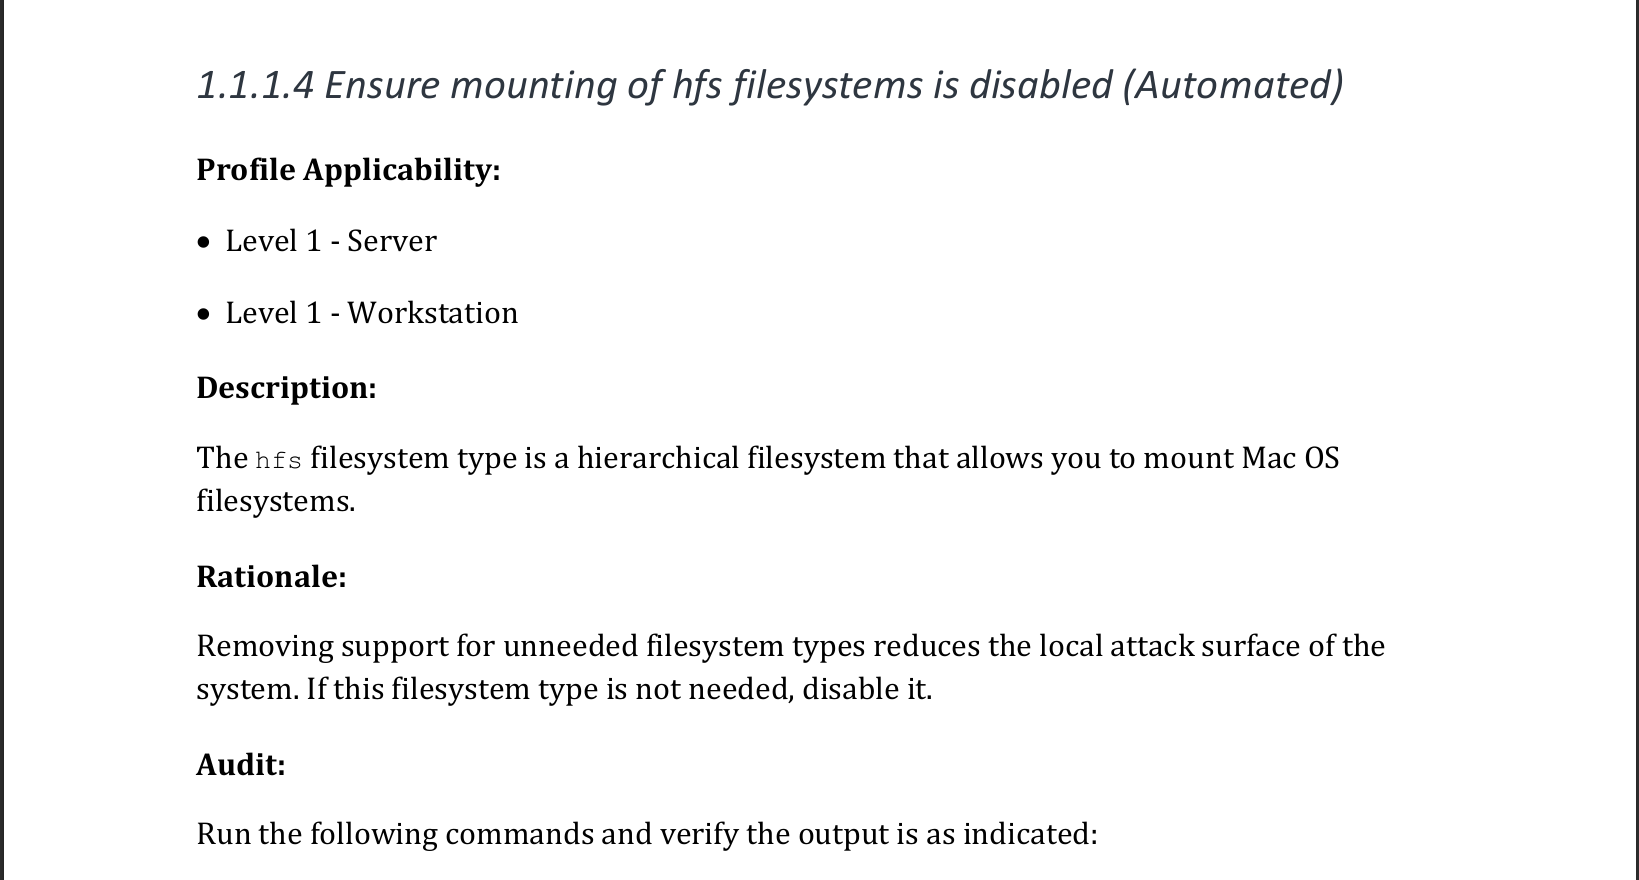 1.1.1.4 Ensure mounting of hfs filesystems is disabled (Automated)
Profile Applicability:
• Level 1 - Server
• Level 1 - Workstation
Description:
The hfs filesystem type is a hierarchical filesystem that allows you to mount Mac OS
filesystems.
Rationale:
Removing support for unneeded filesystem types reduces the local attack surface of the
system. If this filesystem type is not needed, disable it.
Audit:
Run the following commands and verify the output is as indicated: